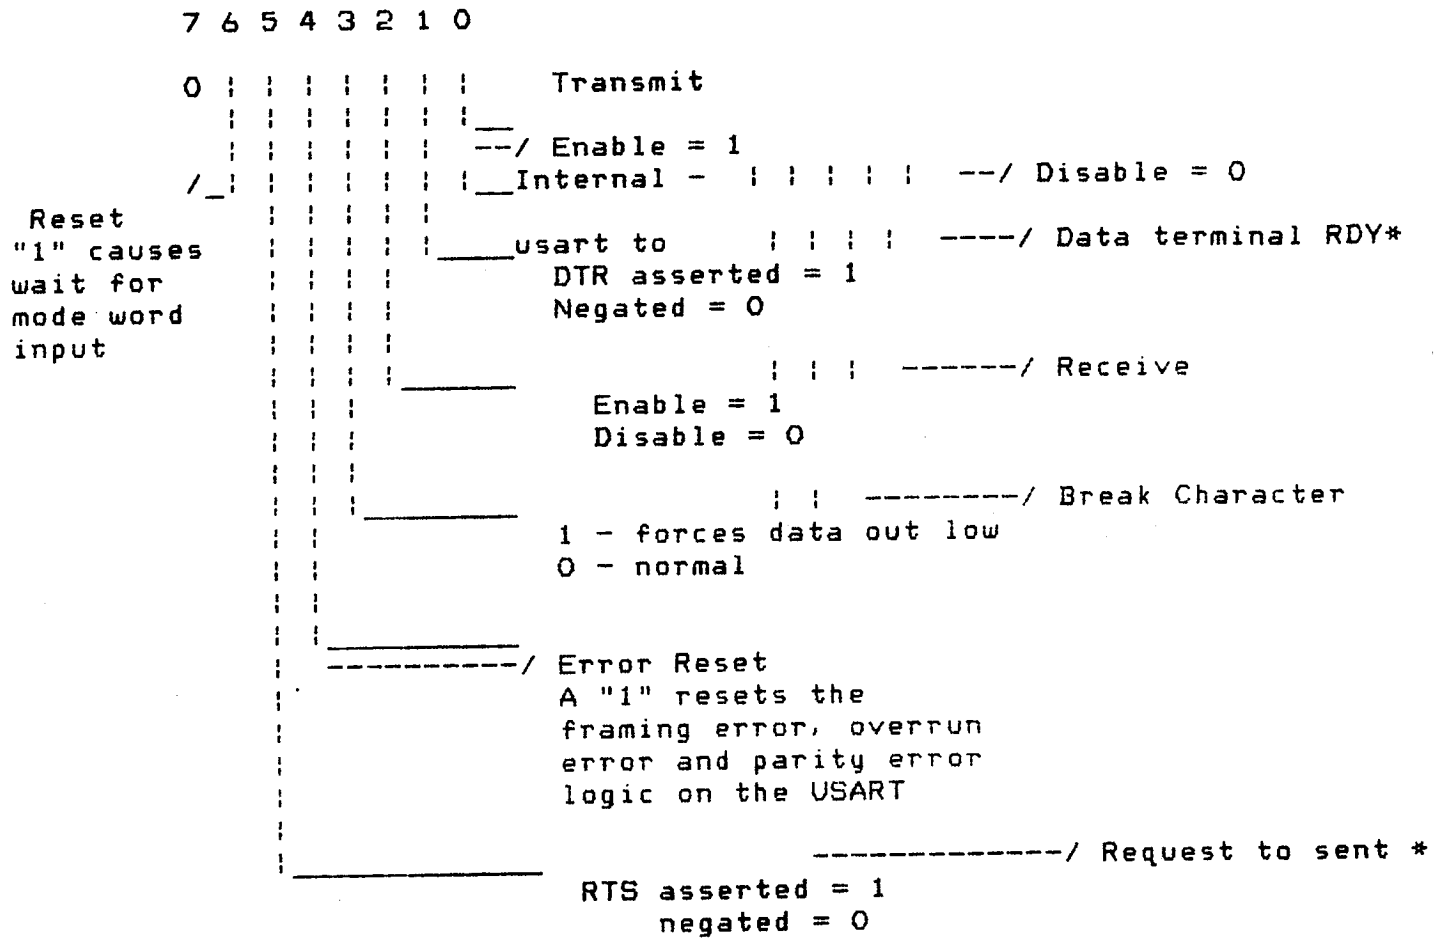 7 6 5 4 3 2 1 0
0 ¦ ¦ ¦ ¦ ¦ ¦ ¦ Transmit
--/ Enable = 1
/_¦ ¦ ¦ ¦ ¦ ¦ ¦__Internal - ¦ ¦ ¦ ¦ ¦ --/ Disable = 0
Reset
"1" causes
wait for
mode word
input
____usart to ¦ ¦ ¦ ¦ ----/ Data terminal RDY*
DTR asserted = 1
Negated = 0
¦ ¦ ¦ ------/ Receive
Enable = 1
Disable = 0
¦ ¦ --------/ Break Character
1 - forces data out low
0 - normal
----------/ Error Reset
A "1" resets the
framing error, overrun
error and parity error
logic on the USART
-------------/ Request to sent *
RTS asserted = 1
negated = 0